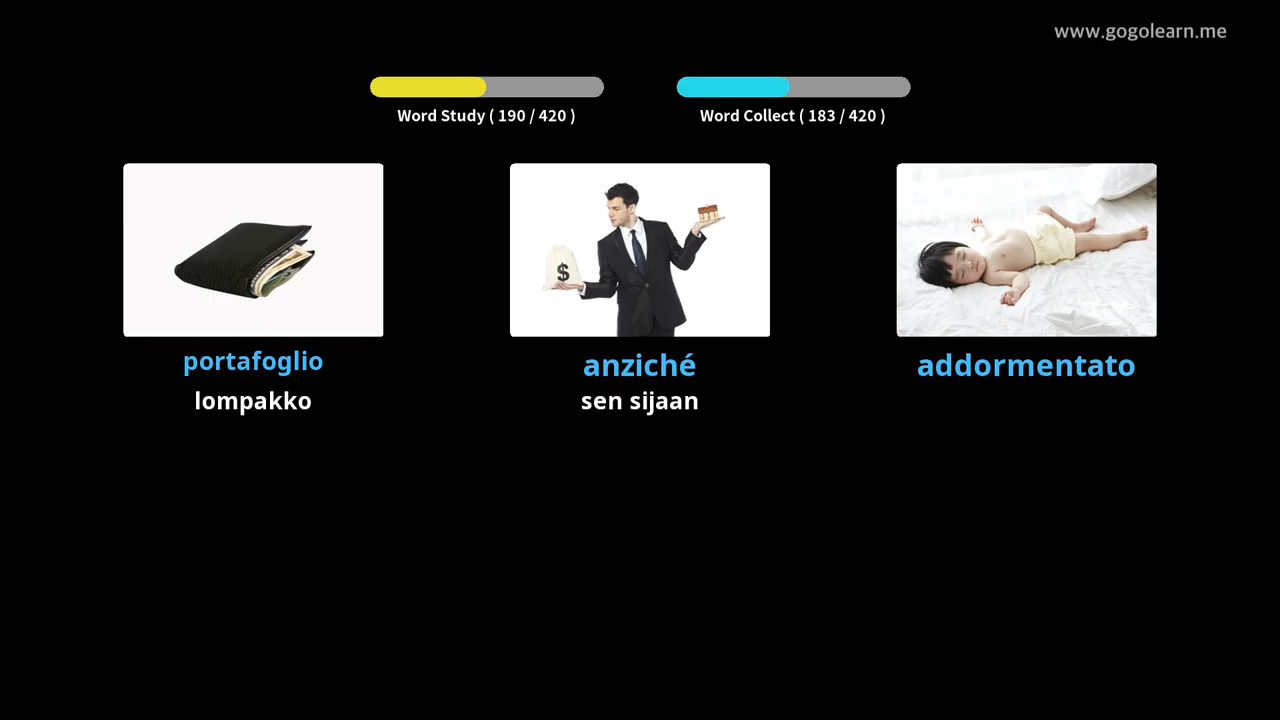 www.gogolearn.me
Word Study ( 190 / 420 )
Word Collect ( 183 / 420 )
portafoglio
lompakko
anziché
sen sijaan
addormentato
$